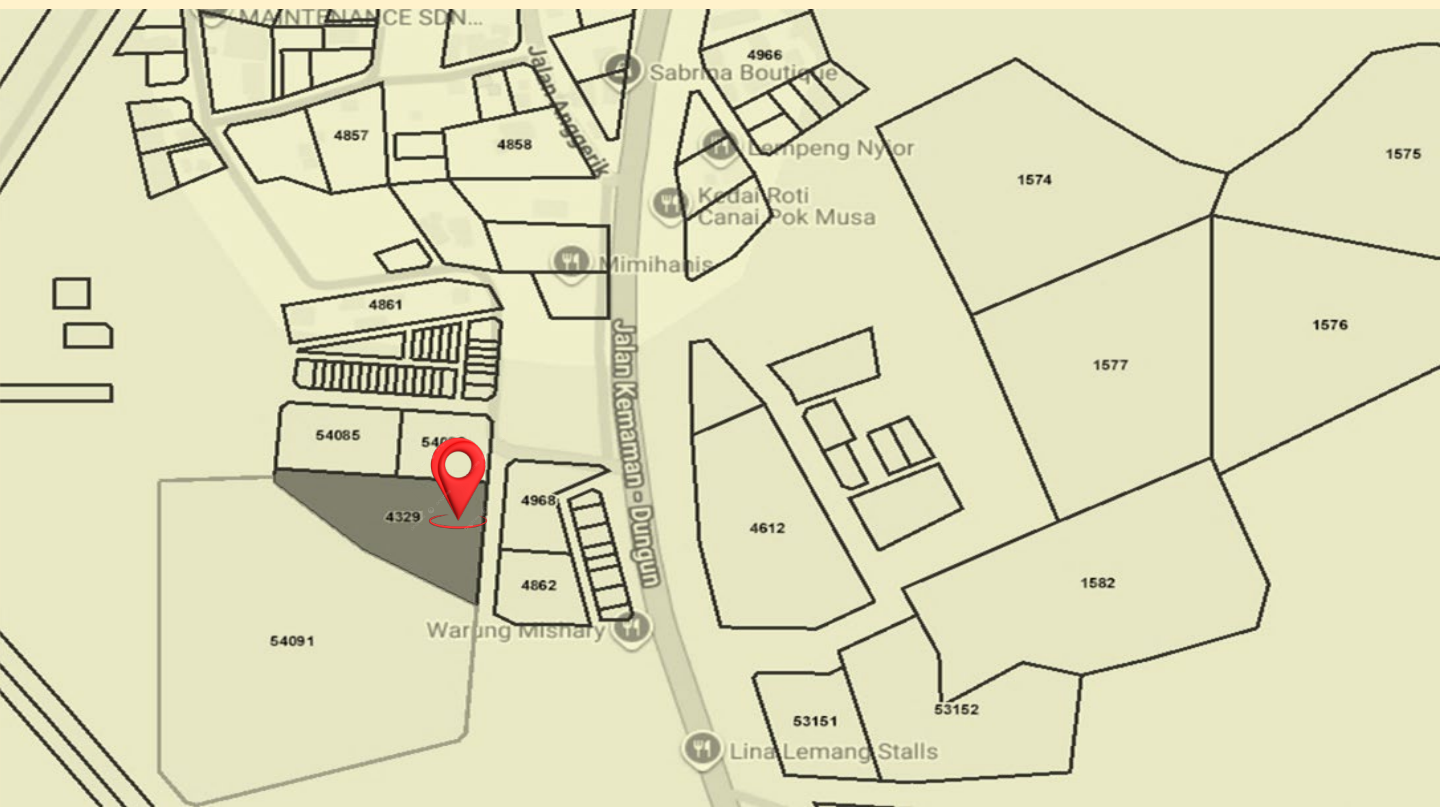 MAINTENANCE SDN...
4966
Sabrina Boutique
Jalan Anggerik
4857
4858
Lempeng Nyior
1575
1574
Kedai Roti
Canai Pok Musa
Mimihanis
4861
1576
Jalan Kemaman - Dungun
1577
54085
4968
4329
4612
4862
1582
Warung Mishary
54091
53152
53151
Lina Lemang Stalls